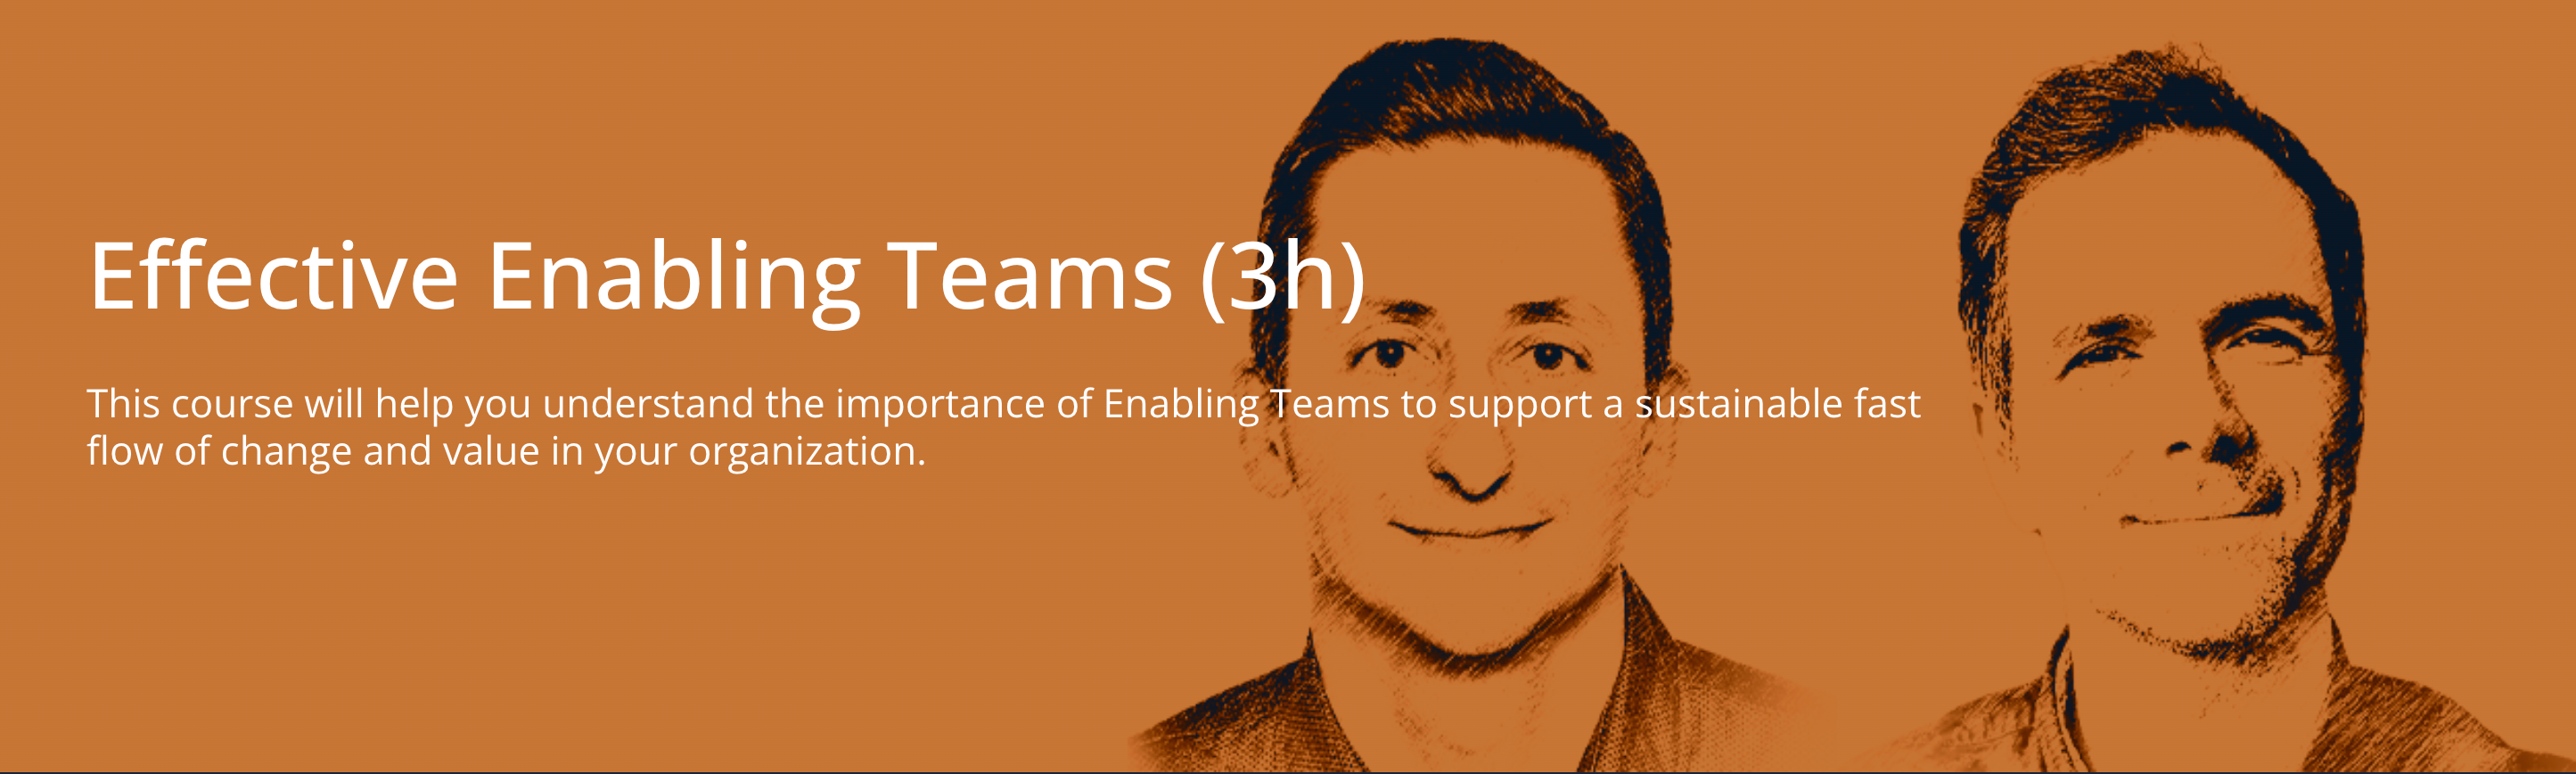 Effective Enabling Teams (3h)
This course will help you understand the importance of Enabling Teams to support a sustainable fast
flow of change and value in your organization.